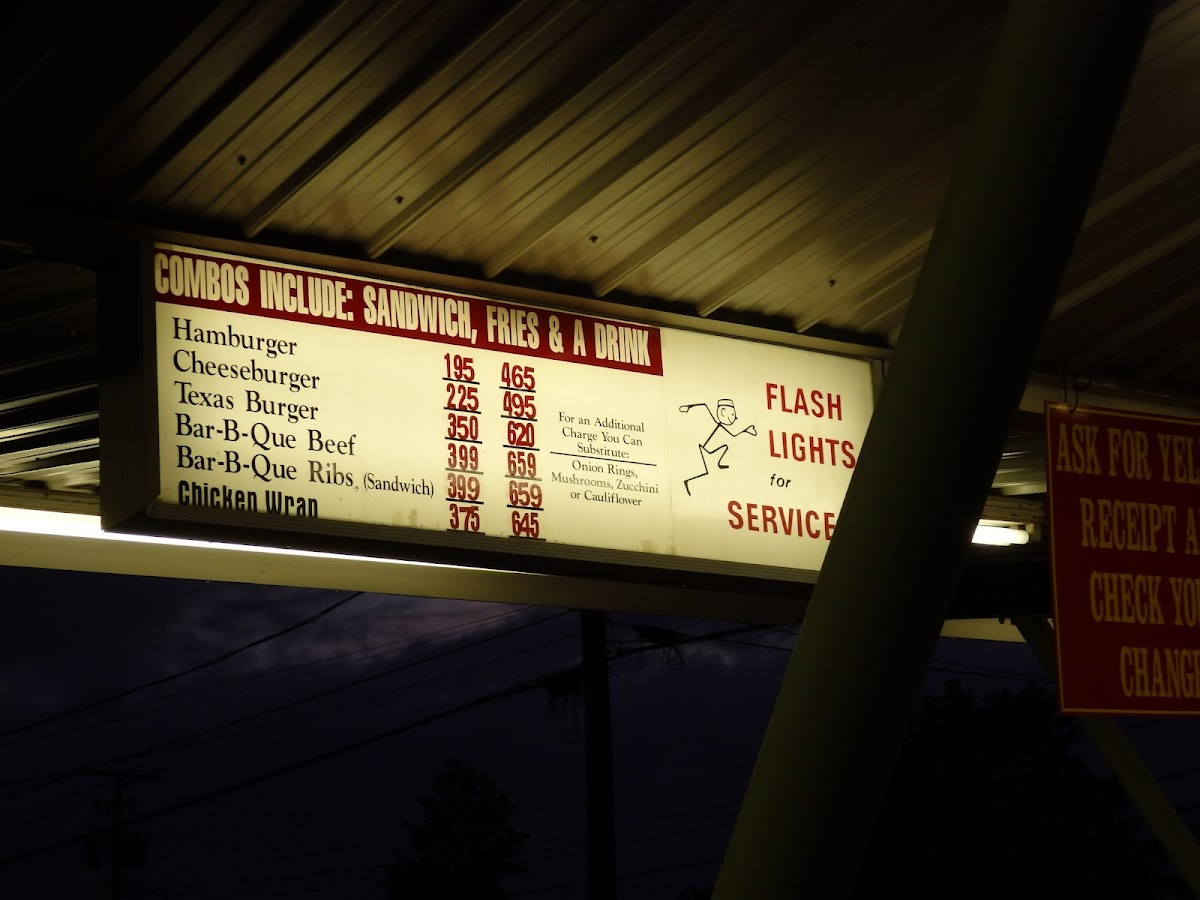 COMBOS INCLUDE: SANDWICH, FRIES & A DRINK
Hamburger 195 465
Cheeseburger 225 495
Texas Burger 350 620
Bar-B-Que Beef 399 659
Bar-B-Que Ribs (Sandwich) 399 659
Chicken Wrap 375 645
For an Additional
Charge You Can
Substitute:
Onion Rings,
Mushrooms, Zucchini
or Cauliflower
FLASH
LIGHTS
for
SERVICE
ASK FOR YEL
RECEIPT A
CHECK YO
CHANGE